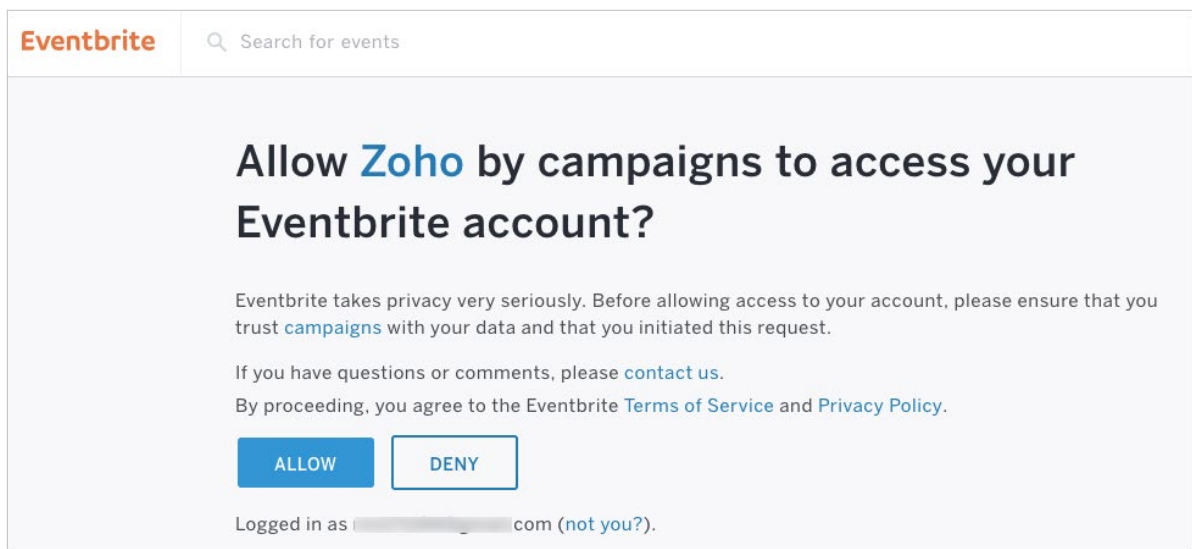 Eventbrite
Search for events
Allow Zoho by campaigns to access your
Eventbrite account?
Eventbrite takes privacy very seriously. Before allowing access to your account, please ensure that you
trust campaigns with your data and that you initiated this request.
If you have questions or comments, please contact us.
By proceeding, you agree to the Eventbrite Terms of Service and Privacy Policy.
ALLOW DENY
Logged in as com (not you?).